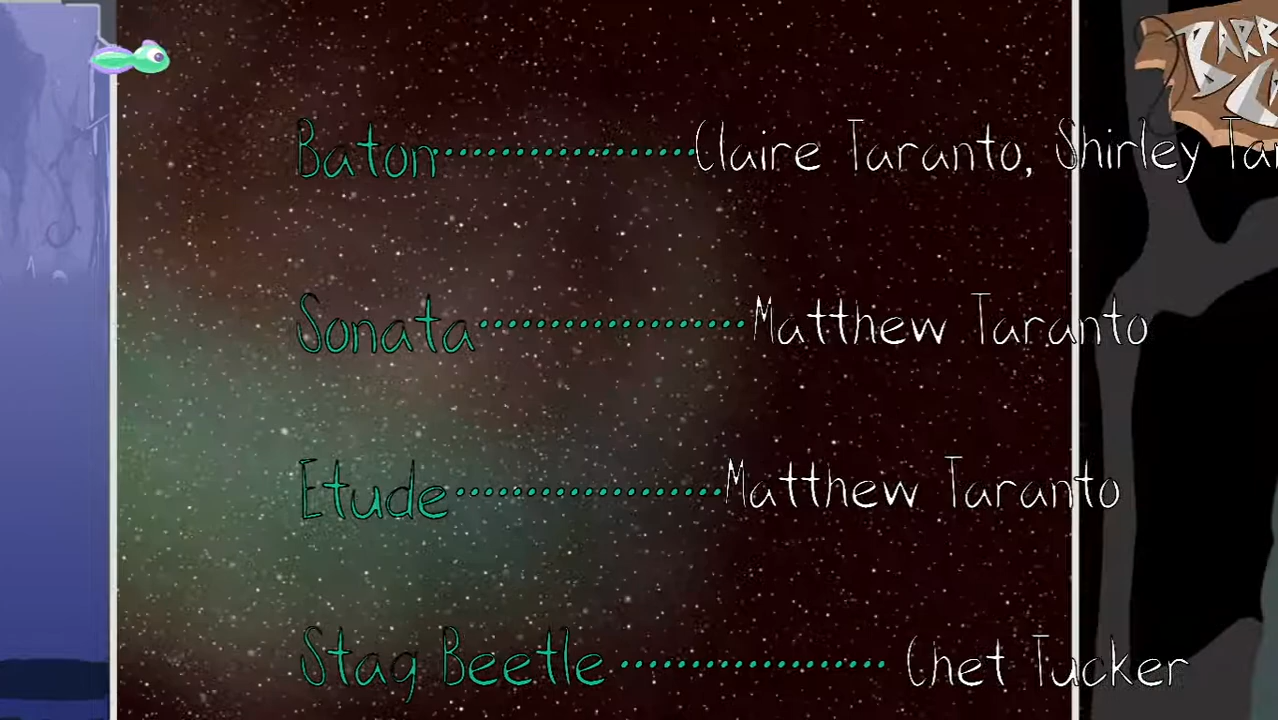 Baton..................Claire Taranto, Shirley
Sonata...................Matthew Taranto
Etude...................Matthew Taranto
Stag Beetle...................Chet Tucker